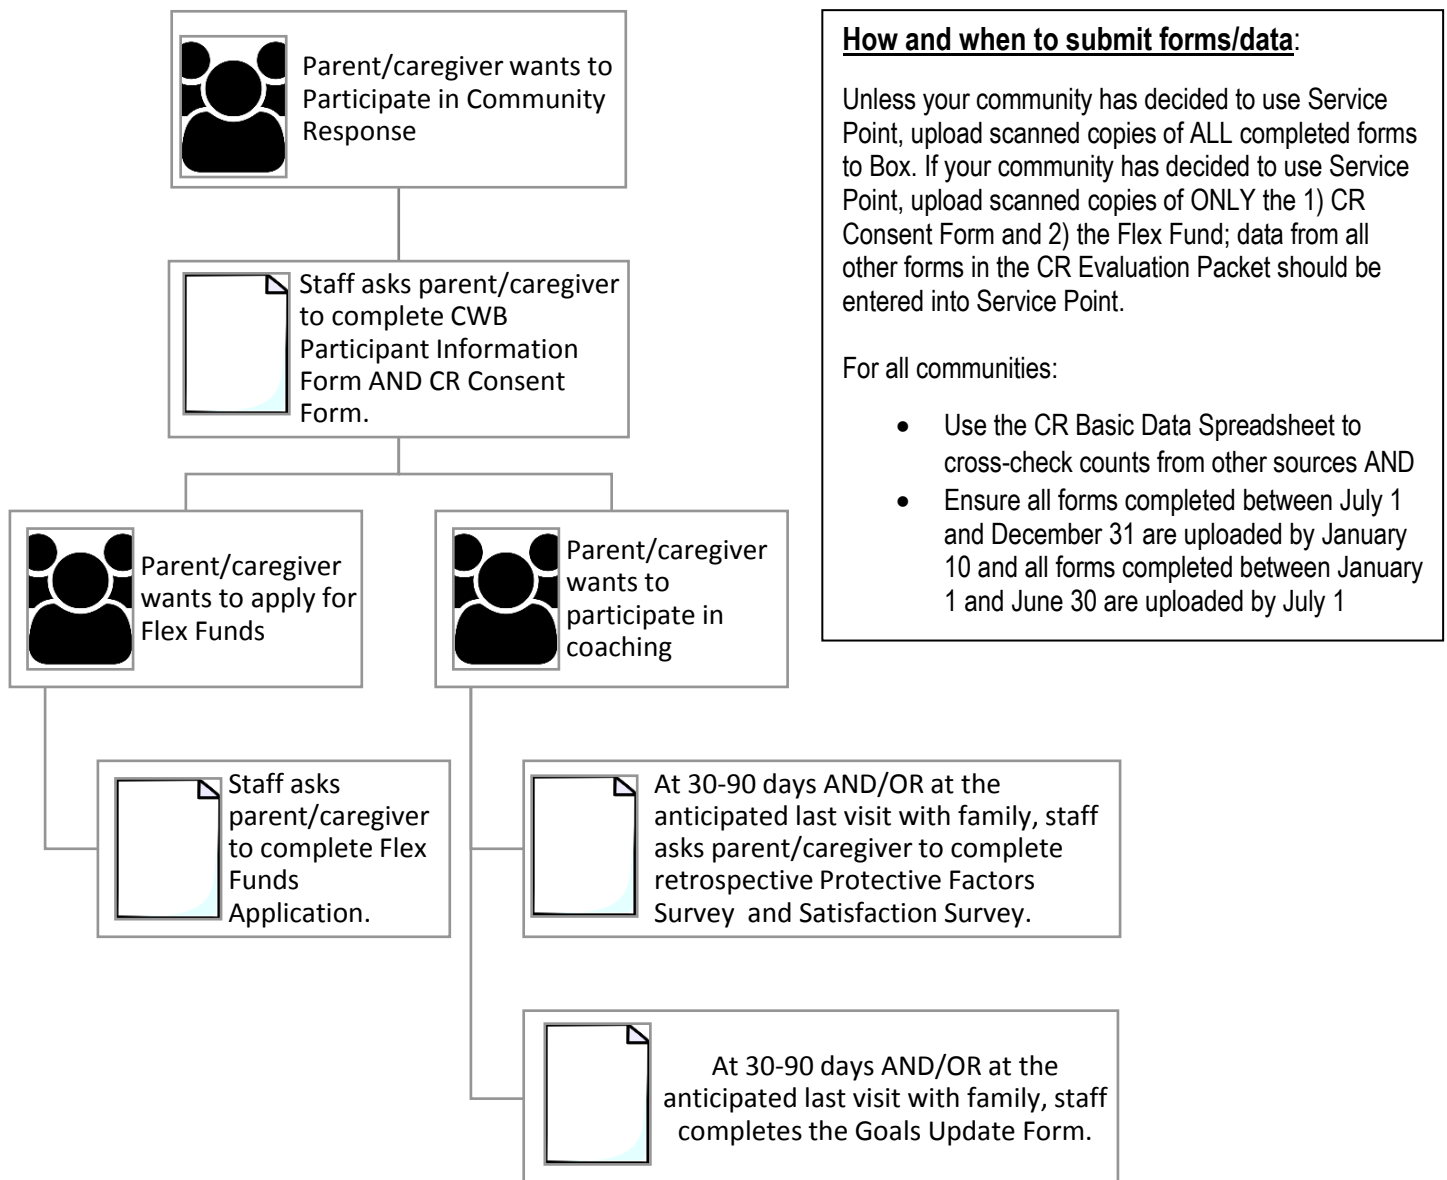 Parent/caregiver wants to
Participate in Community
Response
Staff asks parent/caregiver
to complete CWB
Participant Information
Form AND CR Consent
Form.
Parent/caregiver
wants to apply for
Flex Funds
Parent/caregiver
wants to
participate in
coaching
Staff asks
parent/caregiver
to complete Flex
Funds
Application.
At 30-90 days AND/OR at the
anticipated last visit with family, staff
asks parent/caregiver to complete
retrospective Protective Factors
Survey and Satisfaction Survey.
At 30-90 days AND/OR at the
anticipated last visit with family, staff
completes the Goals Update Form.
How and when to submit forms/data:
Unless your community has decided to use Service
Point, upload scanned copies of ALL completed forms
to Box. If your community has decided to use Service
Point, upload scanned copies of ONLY the 1) CR
Consent Form and 2) the Flex Fund; data from all
other forms in the CR Evaluation Packet should be
entered into Service Point.
For all communities:
• Use the CR Basic Data Spreadsheet to
cross-check counts from other sources AND
• Ensure all forms completed between July 1
and December 31 are uploaded by January
10 and all forms completed between January
1 and June 30 are uploaded by July 1